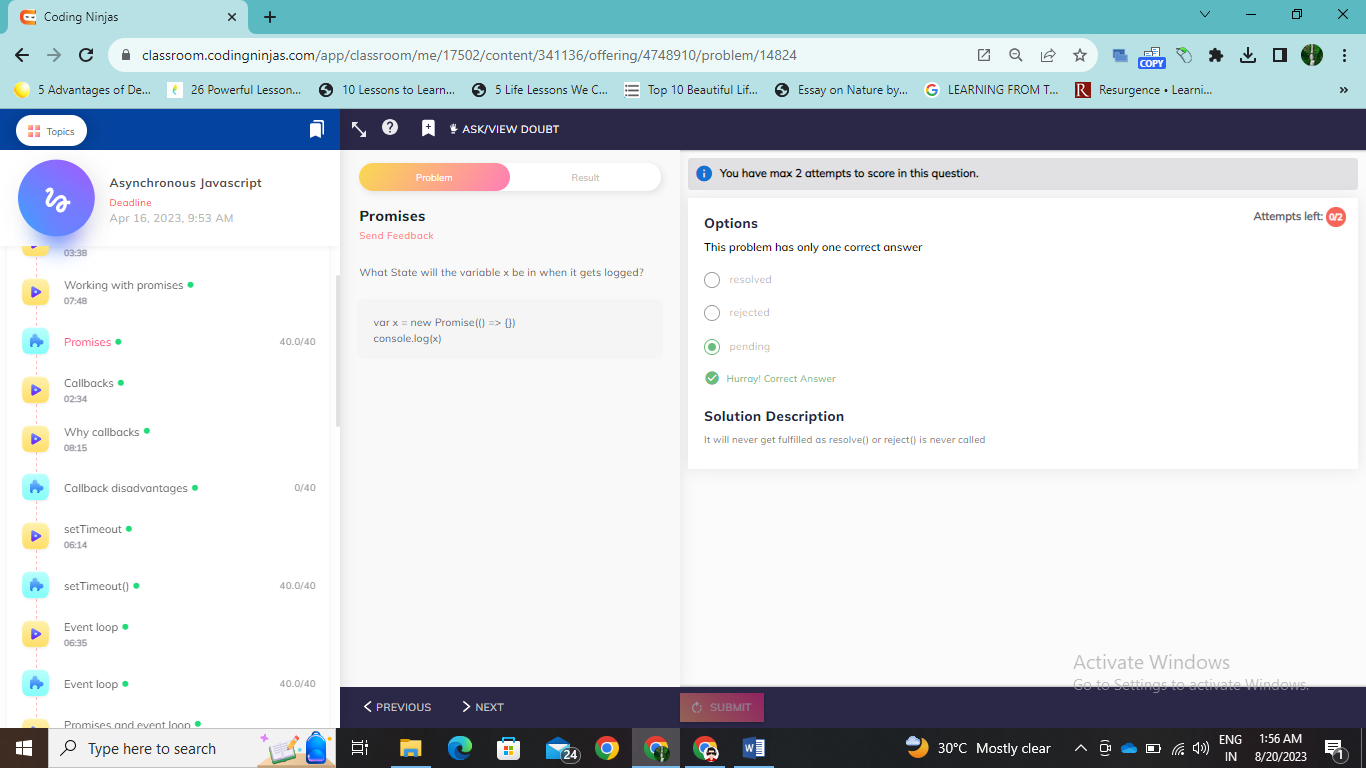 Coding Ninjas
classroom.codingninjas.com/app/classroom/me/17502/content/341136/offering/4748910/problem/14824
COPY
5 Advantages of De...
26 Powerful Lesson...
10 Lessons to Learn...
5 Life Lessons We C...
Top 10 Beautiful Lif...
Essay on Nature by...
LEARNING FROM T...
Resurgence • Learni...
Topics
ASK/VIEW DOUBT
Asynchronous Javascript
Deadline
Apr 16, 2023, 9:53 AM
03:38
Working with promises
07:48
Promises
40.0/40
Callbacks
02:34
Why callbacks
08:15
Callback disadvantages
0/40
setTimeout
06:14
setTimeout()
40.0/40
Event loop
06:35
Event loop
40.0/40
Promises and event loop
Problem
Result
Promises
Send Feedback
What State will the variable x be in when it gets logged?
var x = new Promise(() => {})
console.log(x)
PREVIOUS
NEXT
You have max 2 attempts to score in this question.
Options
Attempts left: 0/2
This problem has only one correct answer
resolved
rejected
pending
Hurray! Correct Answer
Solution Description
It will never get fulfilled as resolve() or reject() is never called
SUBMIT
Activate Windows
Go to Settings to activate Windows.
Type here to search
24
30°C Mostly clear
ENG
IN
1:56 AM
8/20/2023
1